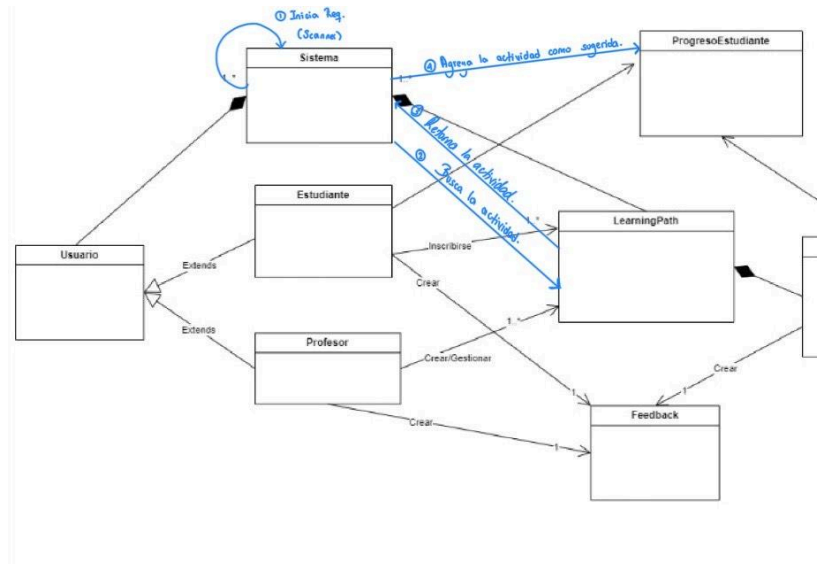 ① Inicia Reg.
(Scanner)
Sistema
ProgresoEstudiante
1..*
1..*
④ Agrega la actividad como sugerida.
③ Retorna la actividad.
② Busca la actividad.
Estudiante
1..*
LearningPath
Usuario
Inscribirse
Extends
Crear
Extends
Profesor
1..*
Crear/Gestionar
Crear
1
1
Feedback
Crear
1